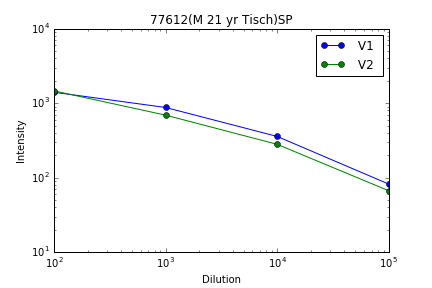 77612(M 21 yr Tisch)SP
10^4
10^3
10^2
10^1
Intensity
V1
V2
10^2 10^3 10^4 10^5
Dilution